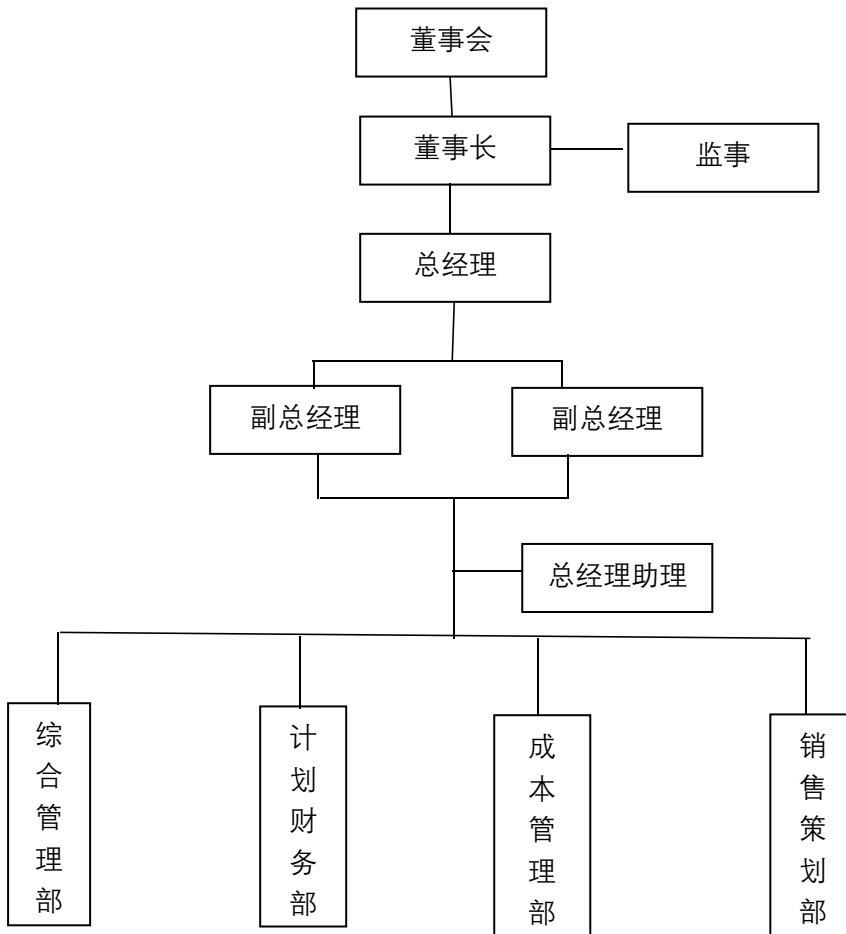 董事会
董事长
监事
总经理
副总经理
副总经理
总经理助理
综合管理部
计划财务部
成本管理部
销售策划部